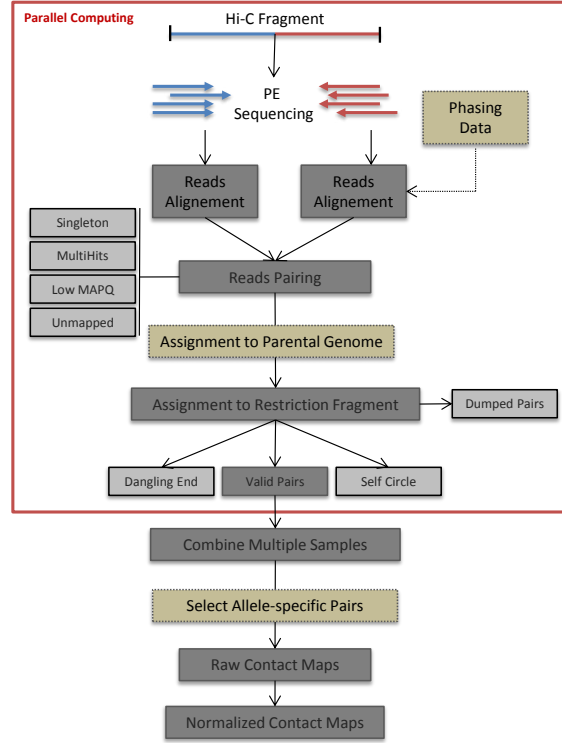 Parallel Computing
Hi-C Fragment
PE
Sequencing
Phasing
Data
Reads
Alignement
Reads
Alignement
Singleton
MultiHits
Low MAPQ
Unmapped
Reads Pairing
Assignment to Parental Genome
Assignment to Restriction Fragment
Dumped Pairs
Dangling End
Valid Pairs
Self Circle
Combine Multiple Samples
Select Allele-specific Pairs
Raw Contact Maps
Normalized Contact Maps